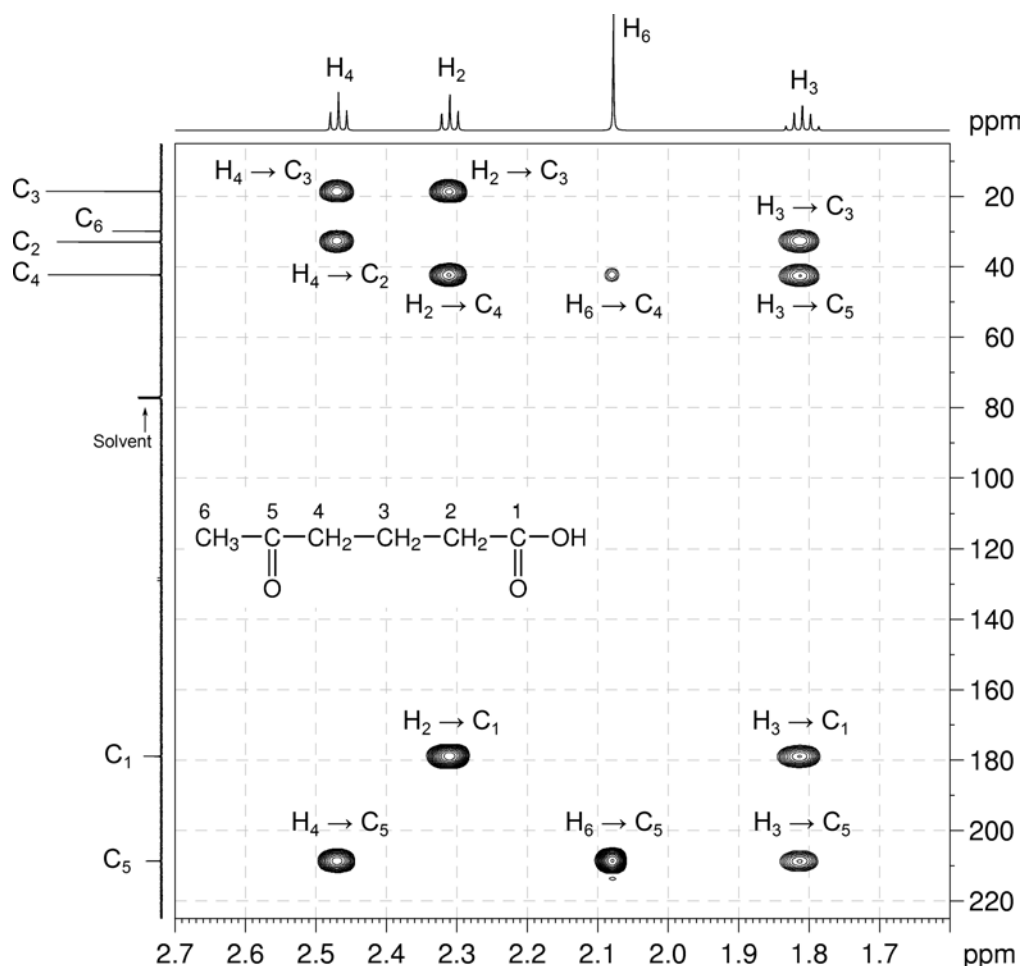 H4 H2 H6 H3
ppm
H4 → C3 H2 → C3
C3 20
H3 → C3
C6
C2
C4 40
H4 → C2 H2 → C4 H6 → C4 H3 → C5
60
80
Solvent
100
6 5 4 3 2 1
CH3–C–CH2–CH2–CH2–C–OH
120
O O
140
160
H2 → C1 H3 → C1
C1 180
H4 → C5 H6 → C5 H3 → C5
200
C5
220
2.7 2.6 2.5 2.4 2.3 2.2 2.1 2.0 1.9 1.8 1.7 ppm